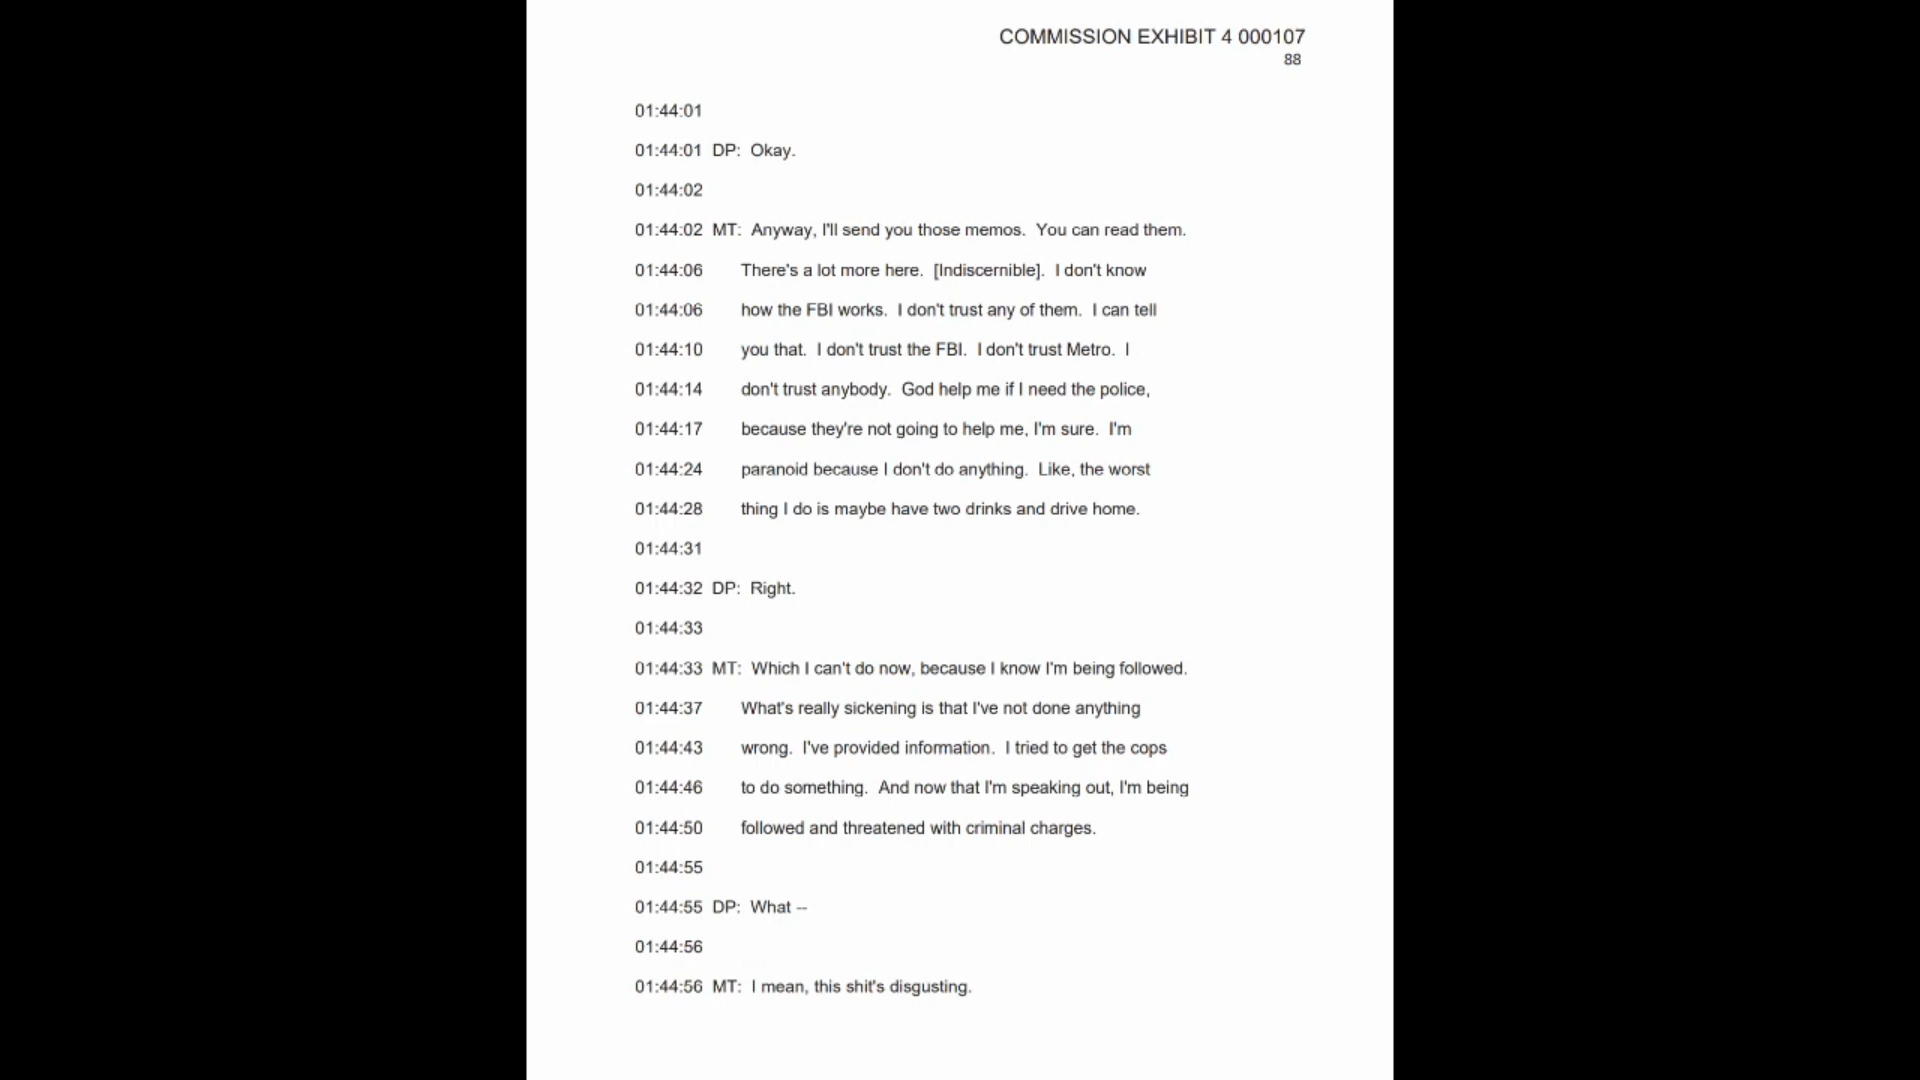 COMMISSION EXHIBIT 4 000107
88
01:44:01
01:44:01 DP: Okay.
01:44:02
01:44:02 MT: Anyway, I'll send you those memos. You can read them.
01:44:06 There's a lot more here. [Indiscernible]. I don't know
01:44:06 how the FBI works. I don't trust any of them. I can tell
01:44:10 you that. I don't trust the FBI. I don't trust Metro. I
01:44:14 don't trust anybody. God help me if I need the police,
01:44:17 because they're not going to help me, I'm sure. I'm
01:44:24 paranoid because I don't do anything. Like, the worst
01:44:28 thing I do is maybe have two drinks and drive home.
01:44:31
01:44:32 DP: Right.
01:44:33
01:44:33 MT: Which I can't do now, because I know I'm being followed.
01:44:37 What's really sickening is that I've not done anything
01:44:43 wrong. I've provided information. I tried to get the cops
01:44:46 to do something. And now that I'm speaking out, I'm being
01:44:50 followed and threatened with criminal charges.
01:44:55
01:44:55 DP: What --
01:44:56
01:44:56 MT: I mean, this shit's disgusting.